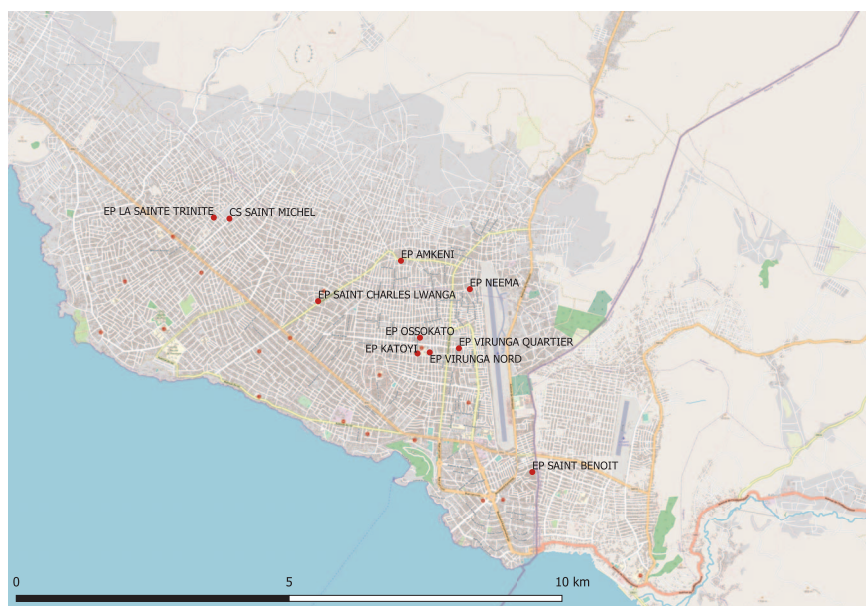 EP LA SAINTE TRINITE
CS SAINT MICHEL
EP AMKENI
EP NEEMA
EP SAINT CHARLES LWANGA
EP OSSOKATO
EP VIRUNGA QUARTIER
EP KATOYI
EP VIRUNGA NORD
EP SAINT BENOIT
0
5
10 km